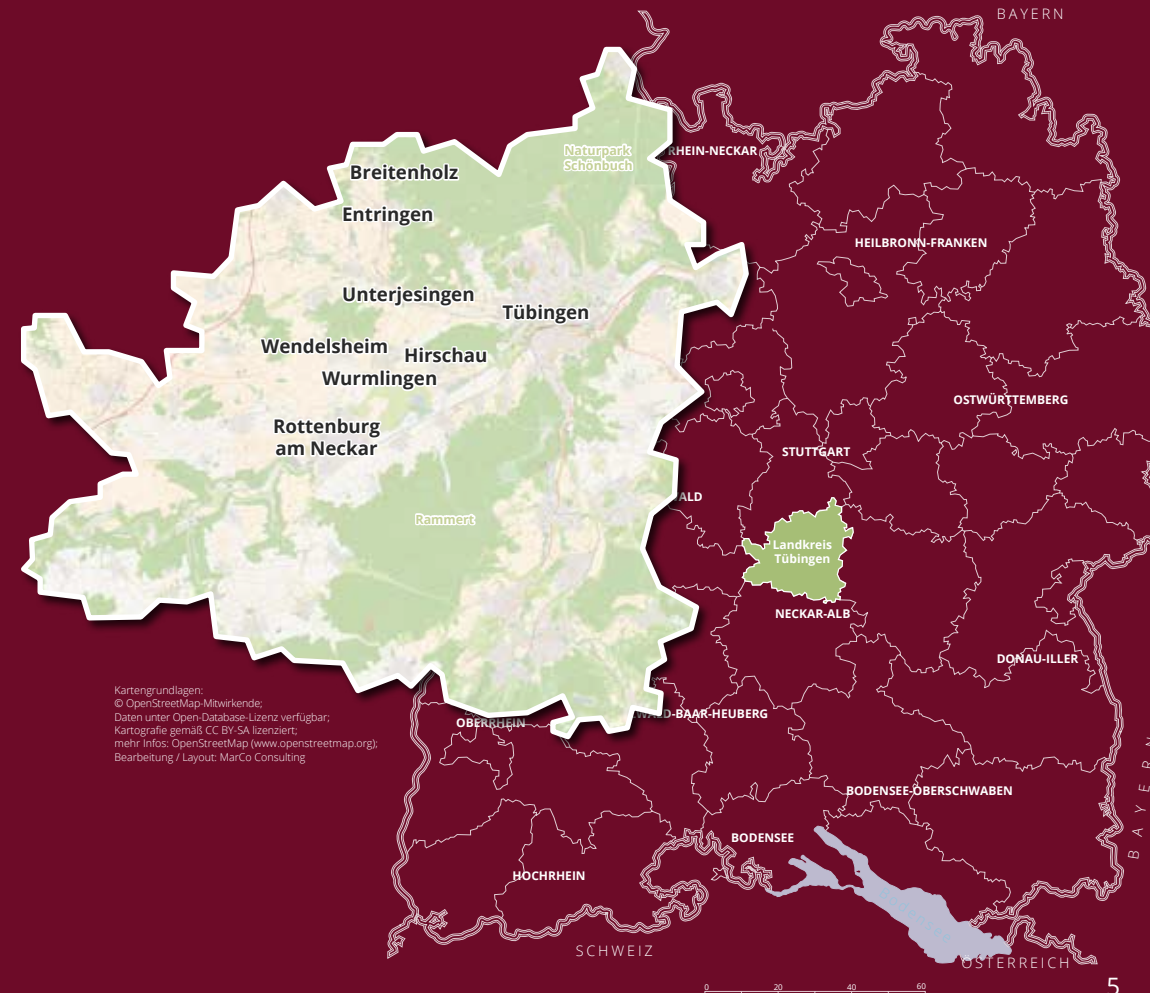 BAYERN
Naturpark
Schönbuch
RHEIN-NECKAR
Breitenholz
Entringen
HEILBRONN-FRANKEN
Unterjesingen
Tübingen
Wendelsheim
Hirschau
Wurmlingen
OSTWÜRTTEMBERG
Rottenburg
am Neckar
STUTTGART
Rammert
Landkreis
Tübingen
NECKAR-ALB
DONAU-ILLER
Kartengrundlagen:
© OpenStreetMap-Mitwirkende;
Daten unter Open-Database-Lizenz verfügbar;
Kartografie gemäß CC BY-SA lizenziert;
mehr Infos: OpenStreetMap (www.openstreetmap.org);
Bearbeitung / Layout: MarCo Consulting
OBERRHEIN
WALD-BAAR-HEUBERG
BODENSEE-OBERSCHWABEN
BODENSEE
HOCHRHEIN
SCHWEIZ
ÖSTERREICH
0 20 40 60
5